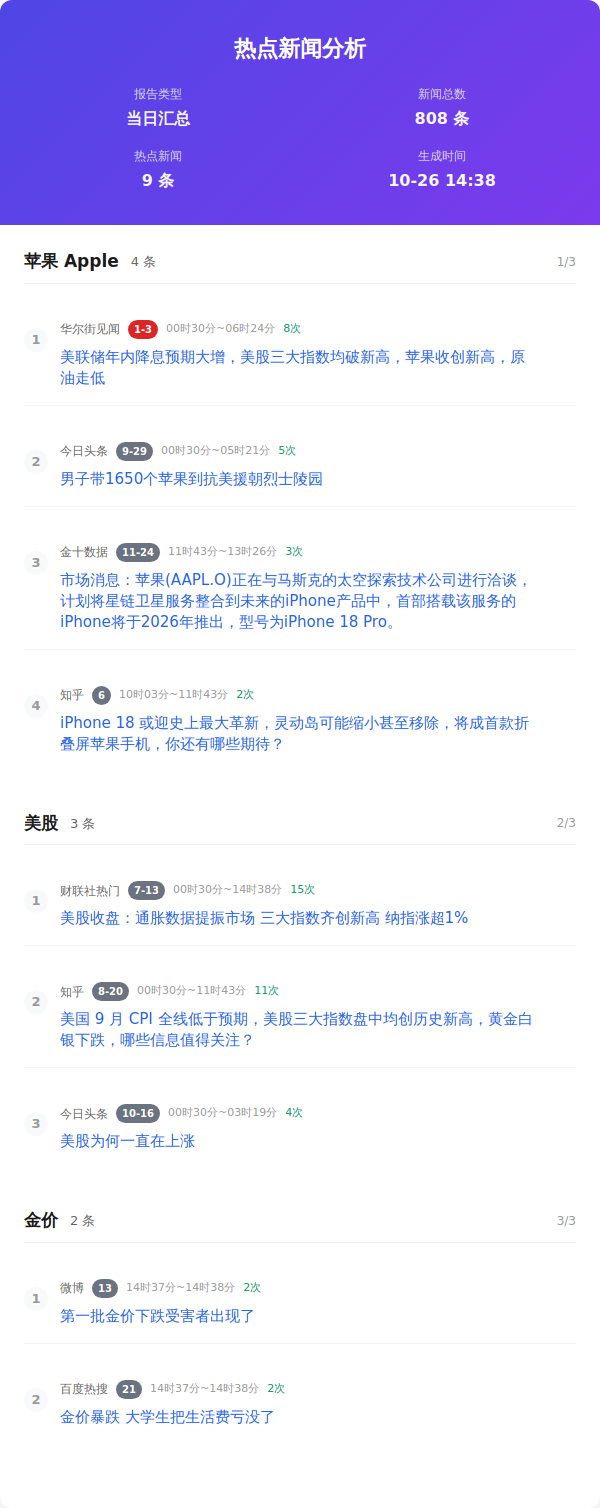 热点新闻分析
报告类型
当日汇总
新闻总数
808 条
热点新闻
9 条
生成时间
10-26 14:38
苹果 Apple 4 条 1/3
1
华尔街见闻 1-3 00时30分~06时24分 8次
美联储年内降息预期大增，美股三大指数均破新高，苹果收创新高，原
油走低
2
今日头条 9-29 00时30分~05时21分 5次
男子带1650个苹果到抗美援朝烈士陵园
3
金十数据 11-24 11时43分~13时26分 3次
市场消息：苹果(AAPL.O)正在与马斯克的太空探索技术公司进行洽谈，
计划将星链卫星服务整合到未来的iPhone产品中，首部搭载该服务的
iPhone将于2026年推出，型号为iPhone 18 Pro。
4
知乎 6 10时03分~11时43分 2次
iPhone 18 或迎史上最大革新，灵动岛可能缩小甚至移除，将成首款折
叠屏苹果手机，你还有哪些期待？
美股 3 条 2/3
1
财联社热门 7-13 00时30分~14时38分 15次
美股收盘：通胀数据提振市场 三大指数齐创新高 纳指涨超1%
2
知乎 8-20 00时30分~11时43分 11次
美国 9 月 CPI 全线低于预期，美股三大指数盘中均创历史新高，黄金白
银下跌，哪些信息值得关注？
3
今日头条 10-16 00时30分~03时19分 4次
美股为何一直在上涨
金价 2 条 3/3
1
微博 13 14时37分~14时38分 2次
第一批金价下跌受害者出现了
2
百度热搜 21 14时37分~14时38分 2次
金价暴跌 大学生把生活费亏没了